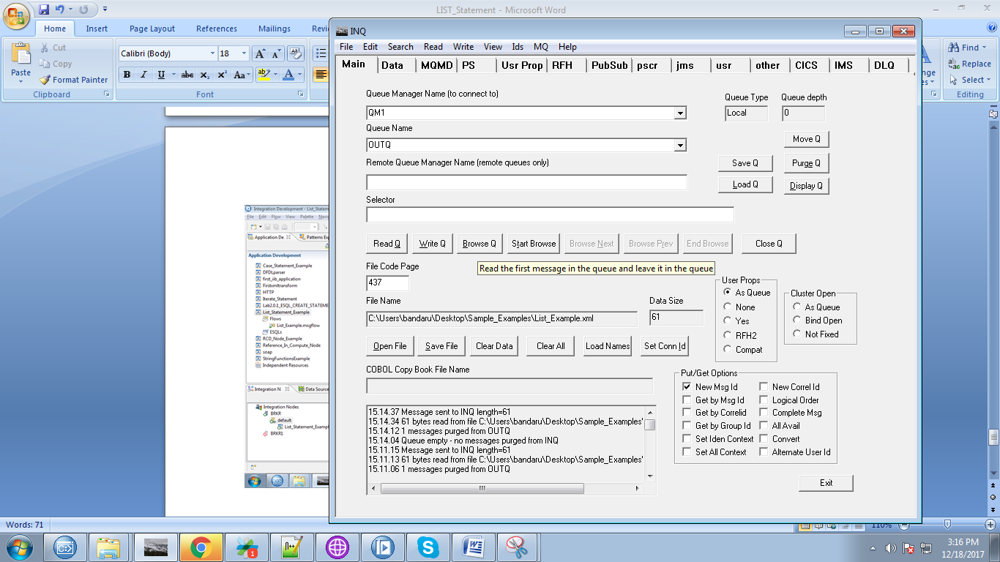 LIST_Statement - Microsoft Word
Home Insert Page Layout References Mailings
Paste
Cut
Copy
Format Painter
Clipboard
Calibri (Body) 18
Font
Find
Replace
Select
Editing
INQ
File Edit Search Read Write View Ids MQ Help
Main Data MQMD PS Usr Prop RFH PubSub pscr jms usr other CICS IMS DLQ
Queue Manager Name (to connect to)
QM1
Queue Type Queue depth
Local 0
Queue Name
OUTQ
Move Q
Remote Queue Manager Name (remote queues only)
Save Q Purge Q
Load Q Display Q
Selector
Read Q Write Q Browse Q Start Browse Browse Next Browse Prev End Browse Close Q
File Code Page
437
Read the first message in the queue and leave it in the queue
File Name
C:\Users\bandaru\Desktop\Sample_Examples\List_Example.xml
Data Size
61
User Props
As Queue
None
Yes
RFH2
Compat
Cluster Open
As Queue
Bind Open
Not Fixed
Open File Save File Clear Data Clear All Load Names Set Conn Id
COBOL Copy Book File Name
Put/Get Options
New Msg Id New Correl Id
Get by Msg Id Logical Order
Get by Correlid Complete Msg
Get by Group Id All Avail
Set Iden Context Convert
Set All Context Alternate User Id
15.14.37 Message sent to INQ length=61
15.14.34 61 bytes read from file C:\Users\bandaru\Desktop\Sample_Examples\
15.14.12 1 messages purged from OUTQ
15.14.04 Queue empty - no messages purged from INQ
15.11.15 Message sent to INQ length=61
15.11.13 61 bytes read from file C:\Users\bandaru\Desktop\Sample_Examples\
15.11.06 1 messages purged from OUTQ
Exit
Integration Development - List_Statem
File Edit Flow View Palette
Application De Patterns Ex
Application Development
Case_Statement_Example
DFDLparser
first_iib_application
Firstxmltransform
HTTP
Iterate_Statement
Lab2.0.1_ESQL_CREATE_STATEME
List_Statement_Example
Flows
List_Example.msgflow
ESQLs
RCD_Node_Example
Reference_In_Compute_Node
soap
StringFunctionsExample
Independent Resources
Integration N Data Source
Integration Nodes
BRKR
default
List_Statement_Examp
BRKR1
Words: 71
110%
3:16 PM
12/18/2017